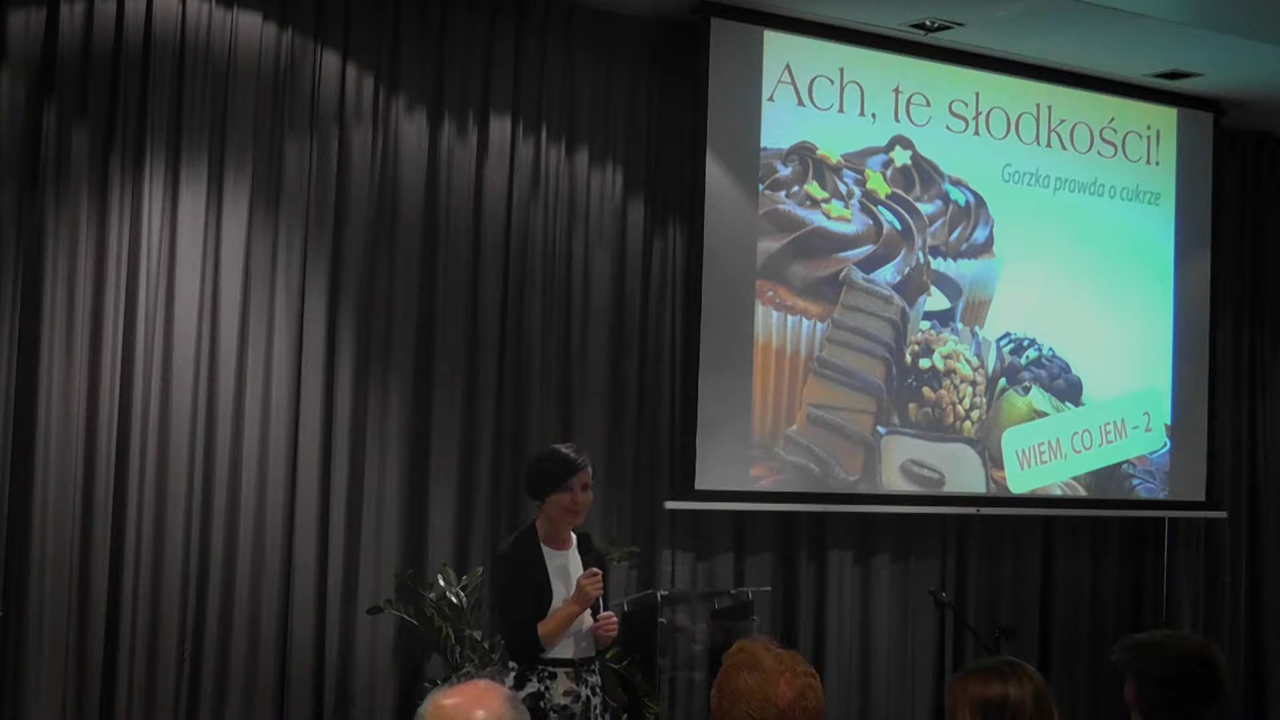 Ach, te słodkości!
Gorzka prawda o cukrze
WIEM, CO JEM – 2